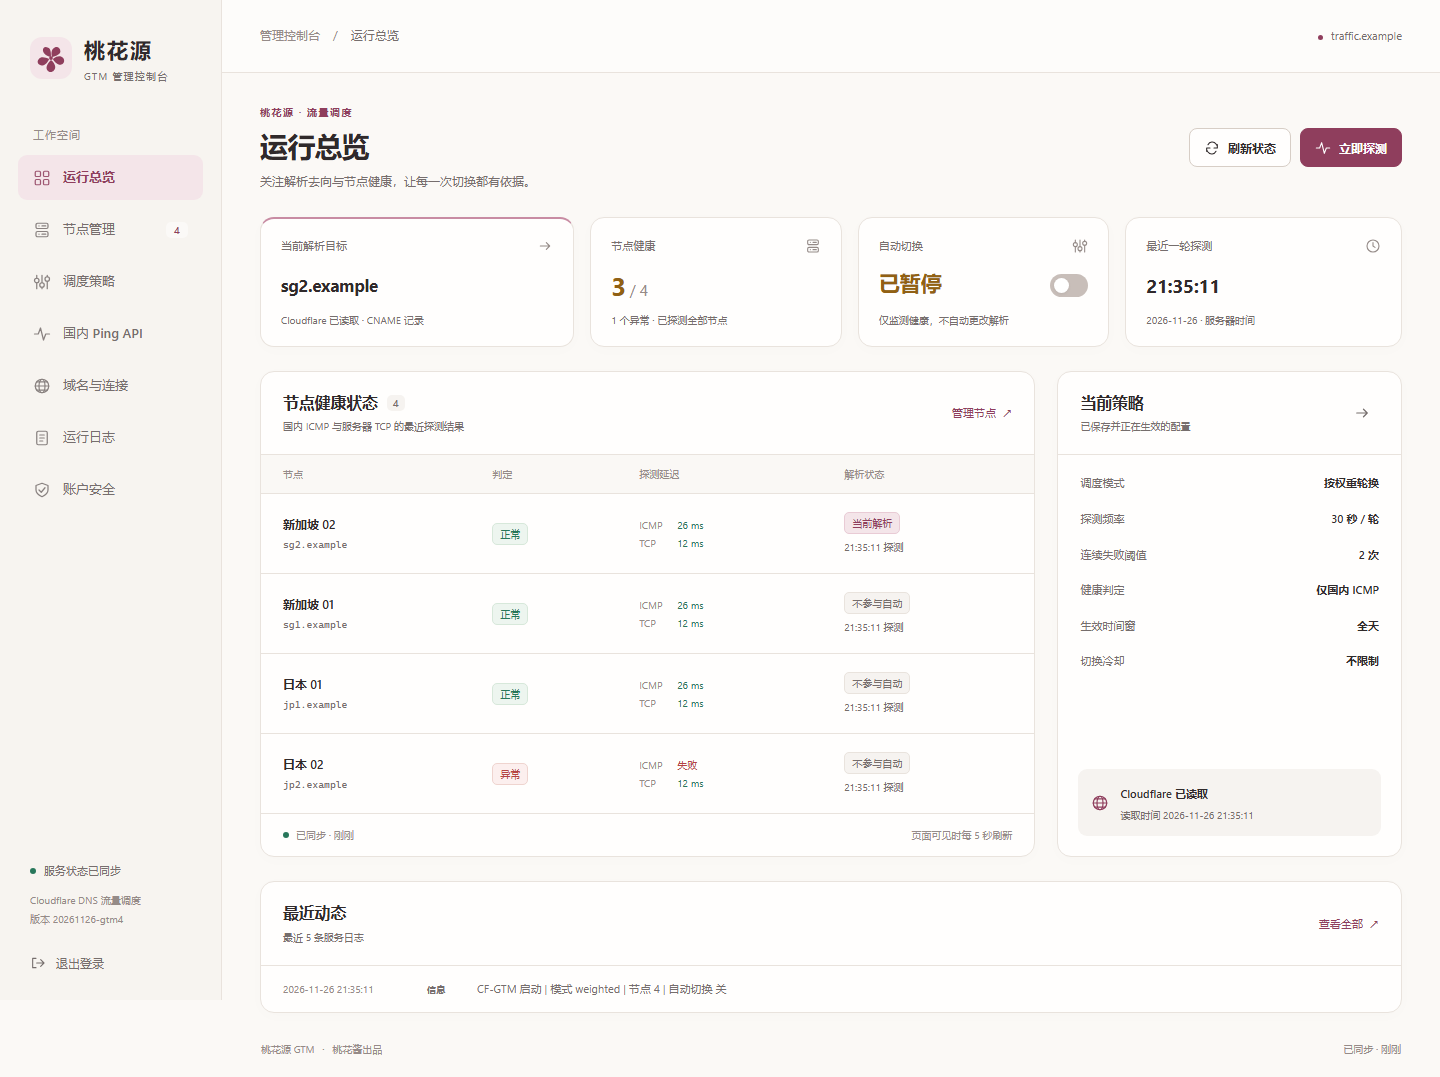 桃花源
GTM 管理控制台
工作空间
运行总览
节点管理 4
调度策略
国内 Ping API
域名与连接
运行日志
账户安全
服务状态已同步
Cloudflare DNS 流量调度
版本 20261126-gtm4
退出登录
管理控制台 / 运行总览
traffic.example
桃花源 · 流量调度
运行总览
关注解析去向与节点健康，让每一次切换都有依据。
刷新状态
立即探测
当前解析目标
sg2.example
Cloudflare 已读取 · CNAME 记录
节点健康
3 / 4
1 个异常 · 已探测全部节点
自动切换
已暂停
仅监测健康，不自动更改解析
最近一轮探测
21:35:11
2026-11-26 · 服务器时间
节点健康状态 4
国内 ICMP 与服务器 TCP 的最近探测结果
管理节点 ↗
节点 判定 探测延迟 解析状态
新加坡 02
sg2.example
正常
ICMP 26 ms
TCP 12 ms
当前解析
21:35:11 探测
新加坡 01
sg1.example
正常
ICMP 26 ms
TCP 12 ms
不参与自动
21:35:11 探测
日本 01
jp1.example
正常
ICMP 26 ms
TCP 12 ms
不参与自动
21:35:11 探测
日本 02
jp2.example
异常
ICMP 失败
TCP 12 ms
不参与自动
21:35:11 探测
已同步 · 刚刚
页面可见时每 5 秒刷新
当前策略
已保存并正在生效的配置
调度模式 按权重轮换
探测频率 30 秒 / 轮
连续失败阈值 2 次
健康判定 仅国内 ICMP
生效时间窗 全天
切换冷却 不限制
Cloudflare 已读取
读取时间 2026-11-26 21:35:11
最近动态
最近 5 条服务日志
查看全部 ↗
2026-11-26 21:35:11 信息 CF-GTM 启动 | 模式 weighted | 节点 4 | 自动切换 关
桃花源 GTM · 桃花酱出品
已同步 · 刚刚